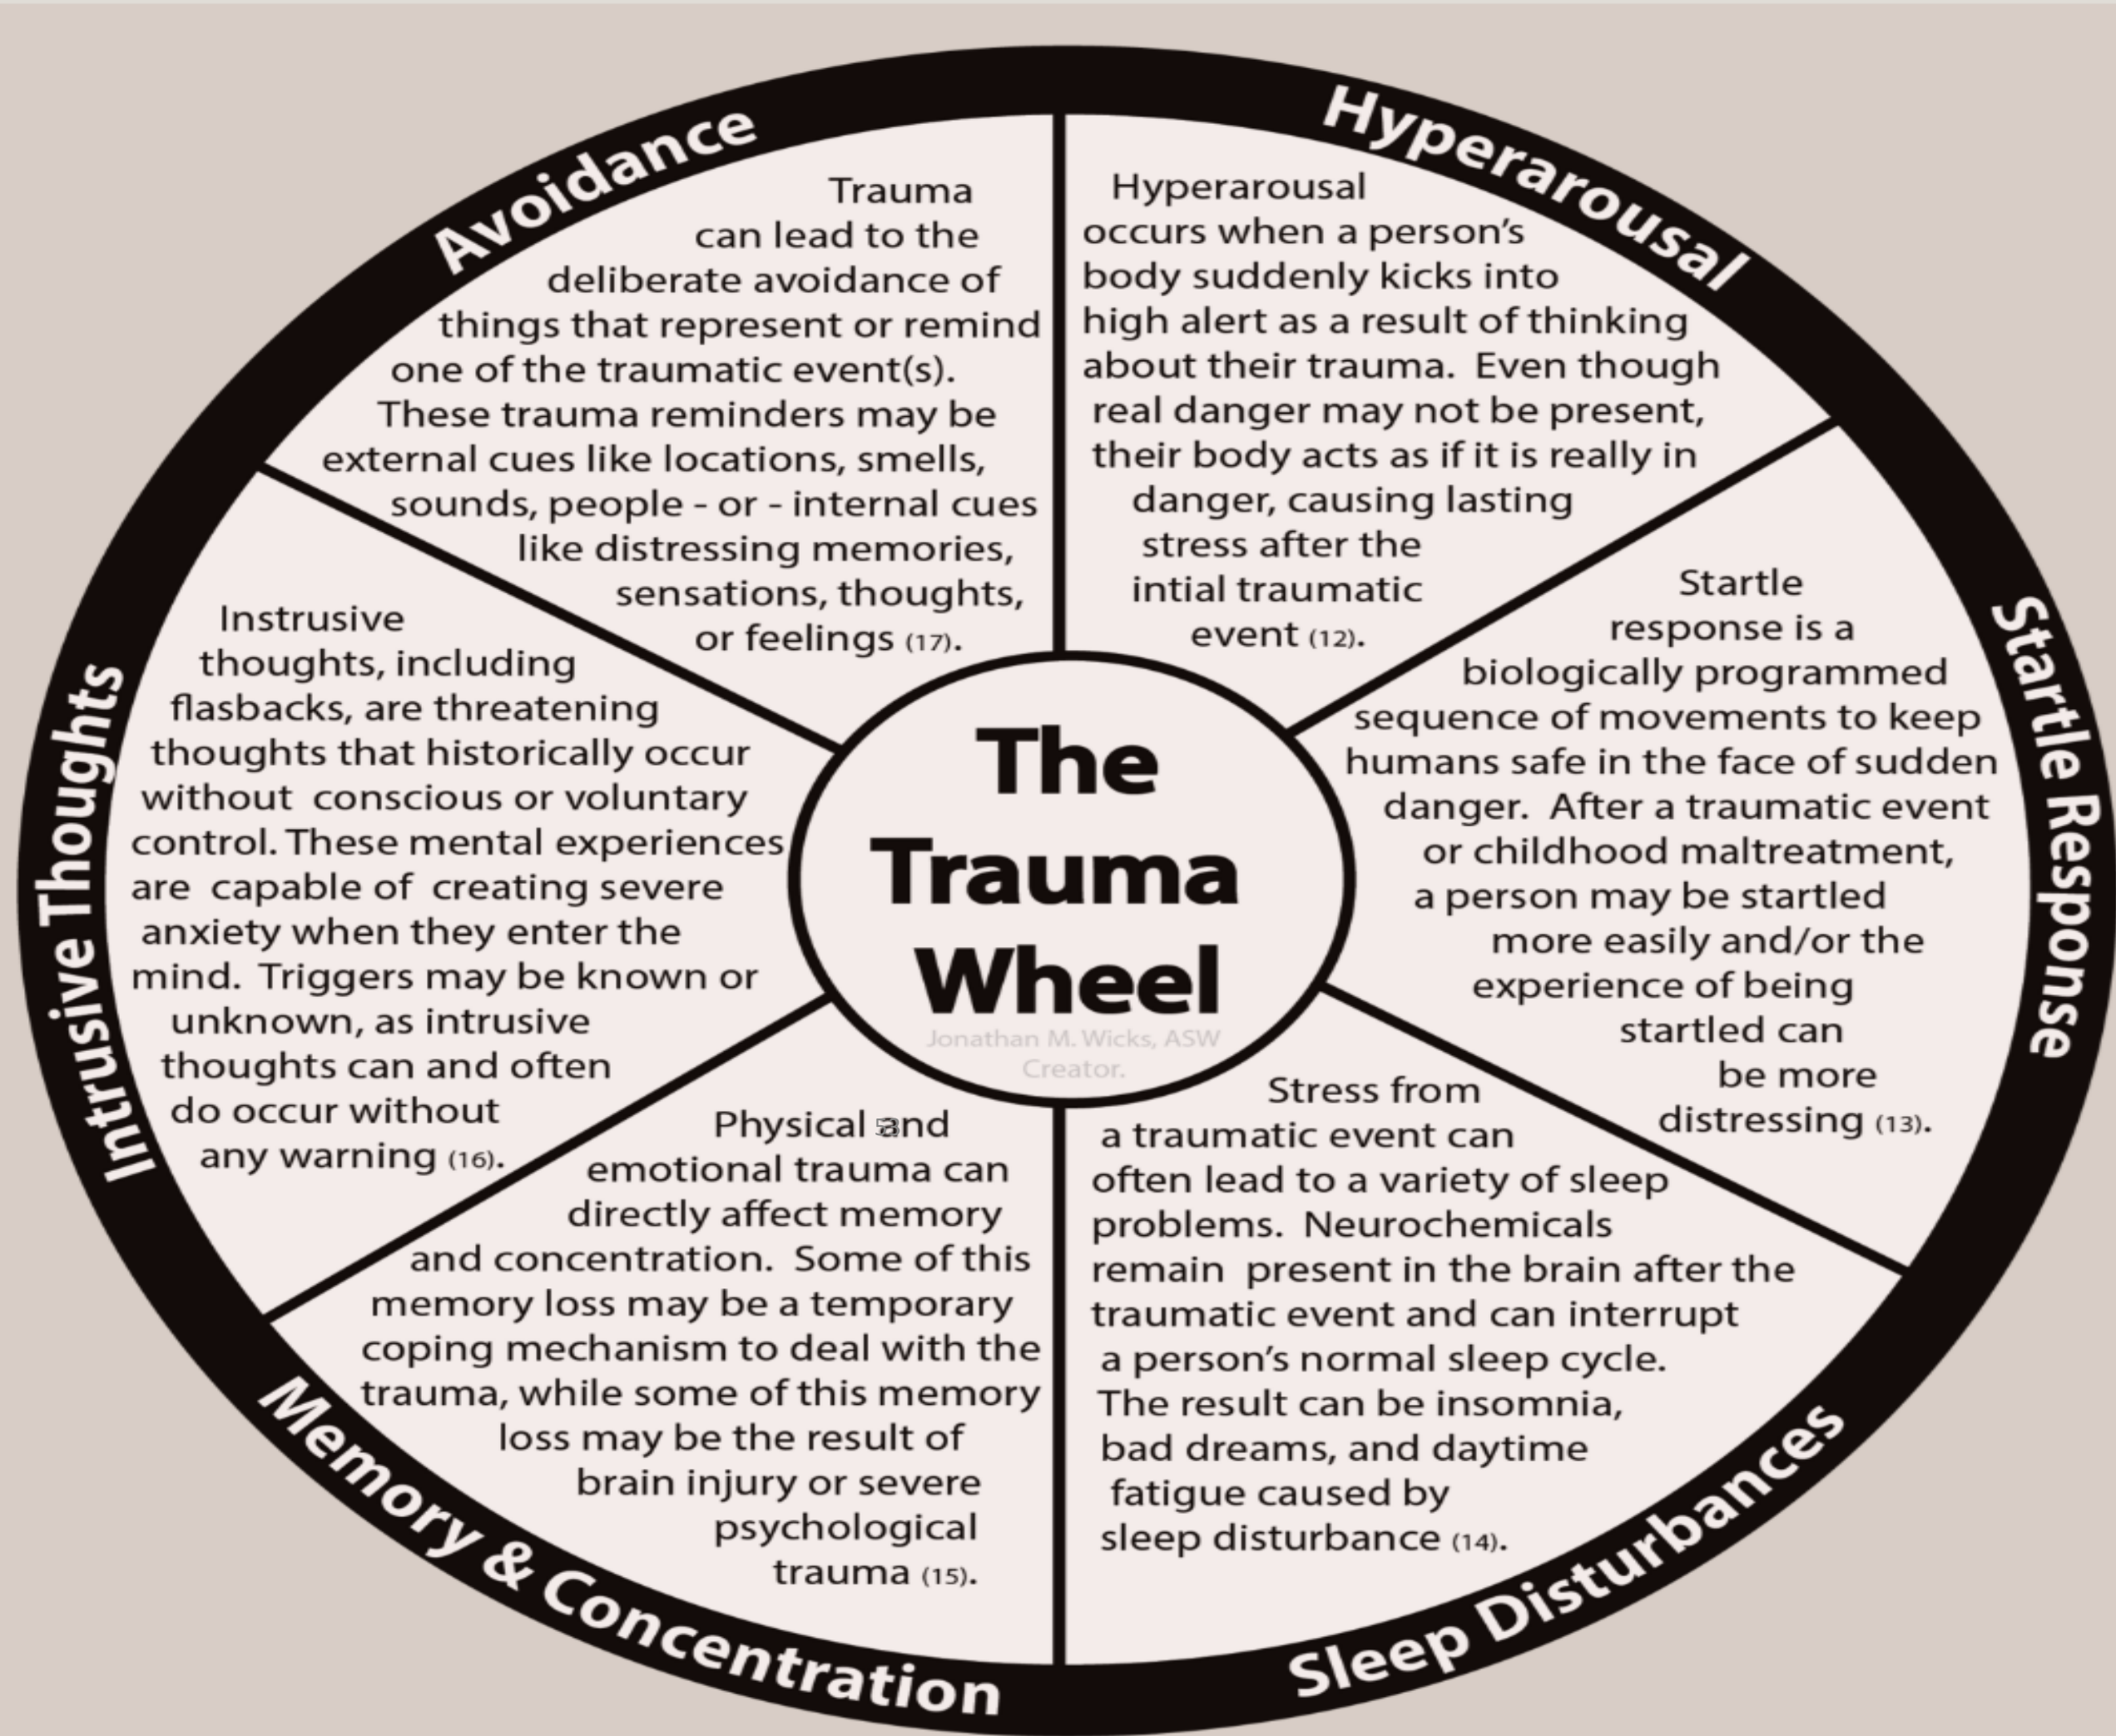 Avoidance
Trauma
can lead to the
deliberate avoidance of
things that represent or remind
one of the traumatic event(s).
These trauma reminders may be
external cues like locations, smells,
sounds, people - or - internal cues
like distressing memories,
sensations, thoughts,
or feelings (17).
Hyperarousal
Hyperarousal
occurs when a person's
body suddenly kicks into
high alert as a result of thinking
about their trauma.  Even though
real danger may not be present,
their body acts as if it is really in
danger, causing lasting
stress after the
intial traumatic
event (12).
Startle Response
Startle
response is a
biologically programmed
sequence of movements to keep
humans safe in the face of sudden
danger.  After a traumatic event
or childhood maltreatment,
a person may be startled
more easily and/or the
experience of being
startled can
be more
distressing (13).
Sleep Disturbances
Stress from
a traumatic event can
often lead to a variety of sleep
problems.  Neurochemicals
remain  present in the brain after the
traumatic event and can interrupt
a person's normal sleep cycle.
The result can be insomnia,
bad dreams, and daytime
fatigue caused by
sleep disturbance (14).
Memory & Concentration
Physical and
emotional trauma can
directly affect memory
and concentration.  Some of this
memory loss may be a temporary
coping mechanism to deal with the
trauma, while some of this memory
loss may be the result of
brain injury or severe
psychological
trauma (15).
Intrusive Thoughts
Instrusive
thoughts, including
flasbacks, are threatening
thoughts that historically occur
without  conscious or voluntary
control. These mental experiences
are  capable of  creating severe
anxiety when they enter the
mind.  Triggers may be known or
unknown, as intrusive
thoughts can and often
do occur without
any warning (16).
The
Trauma
Wheel
Jonathan M. Wicks, ASW
Creator.